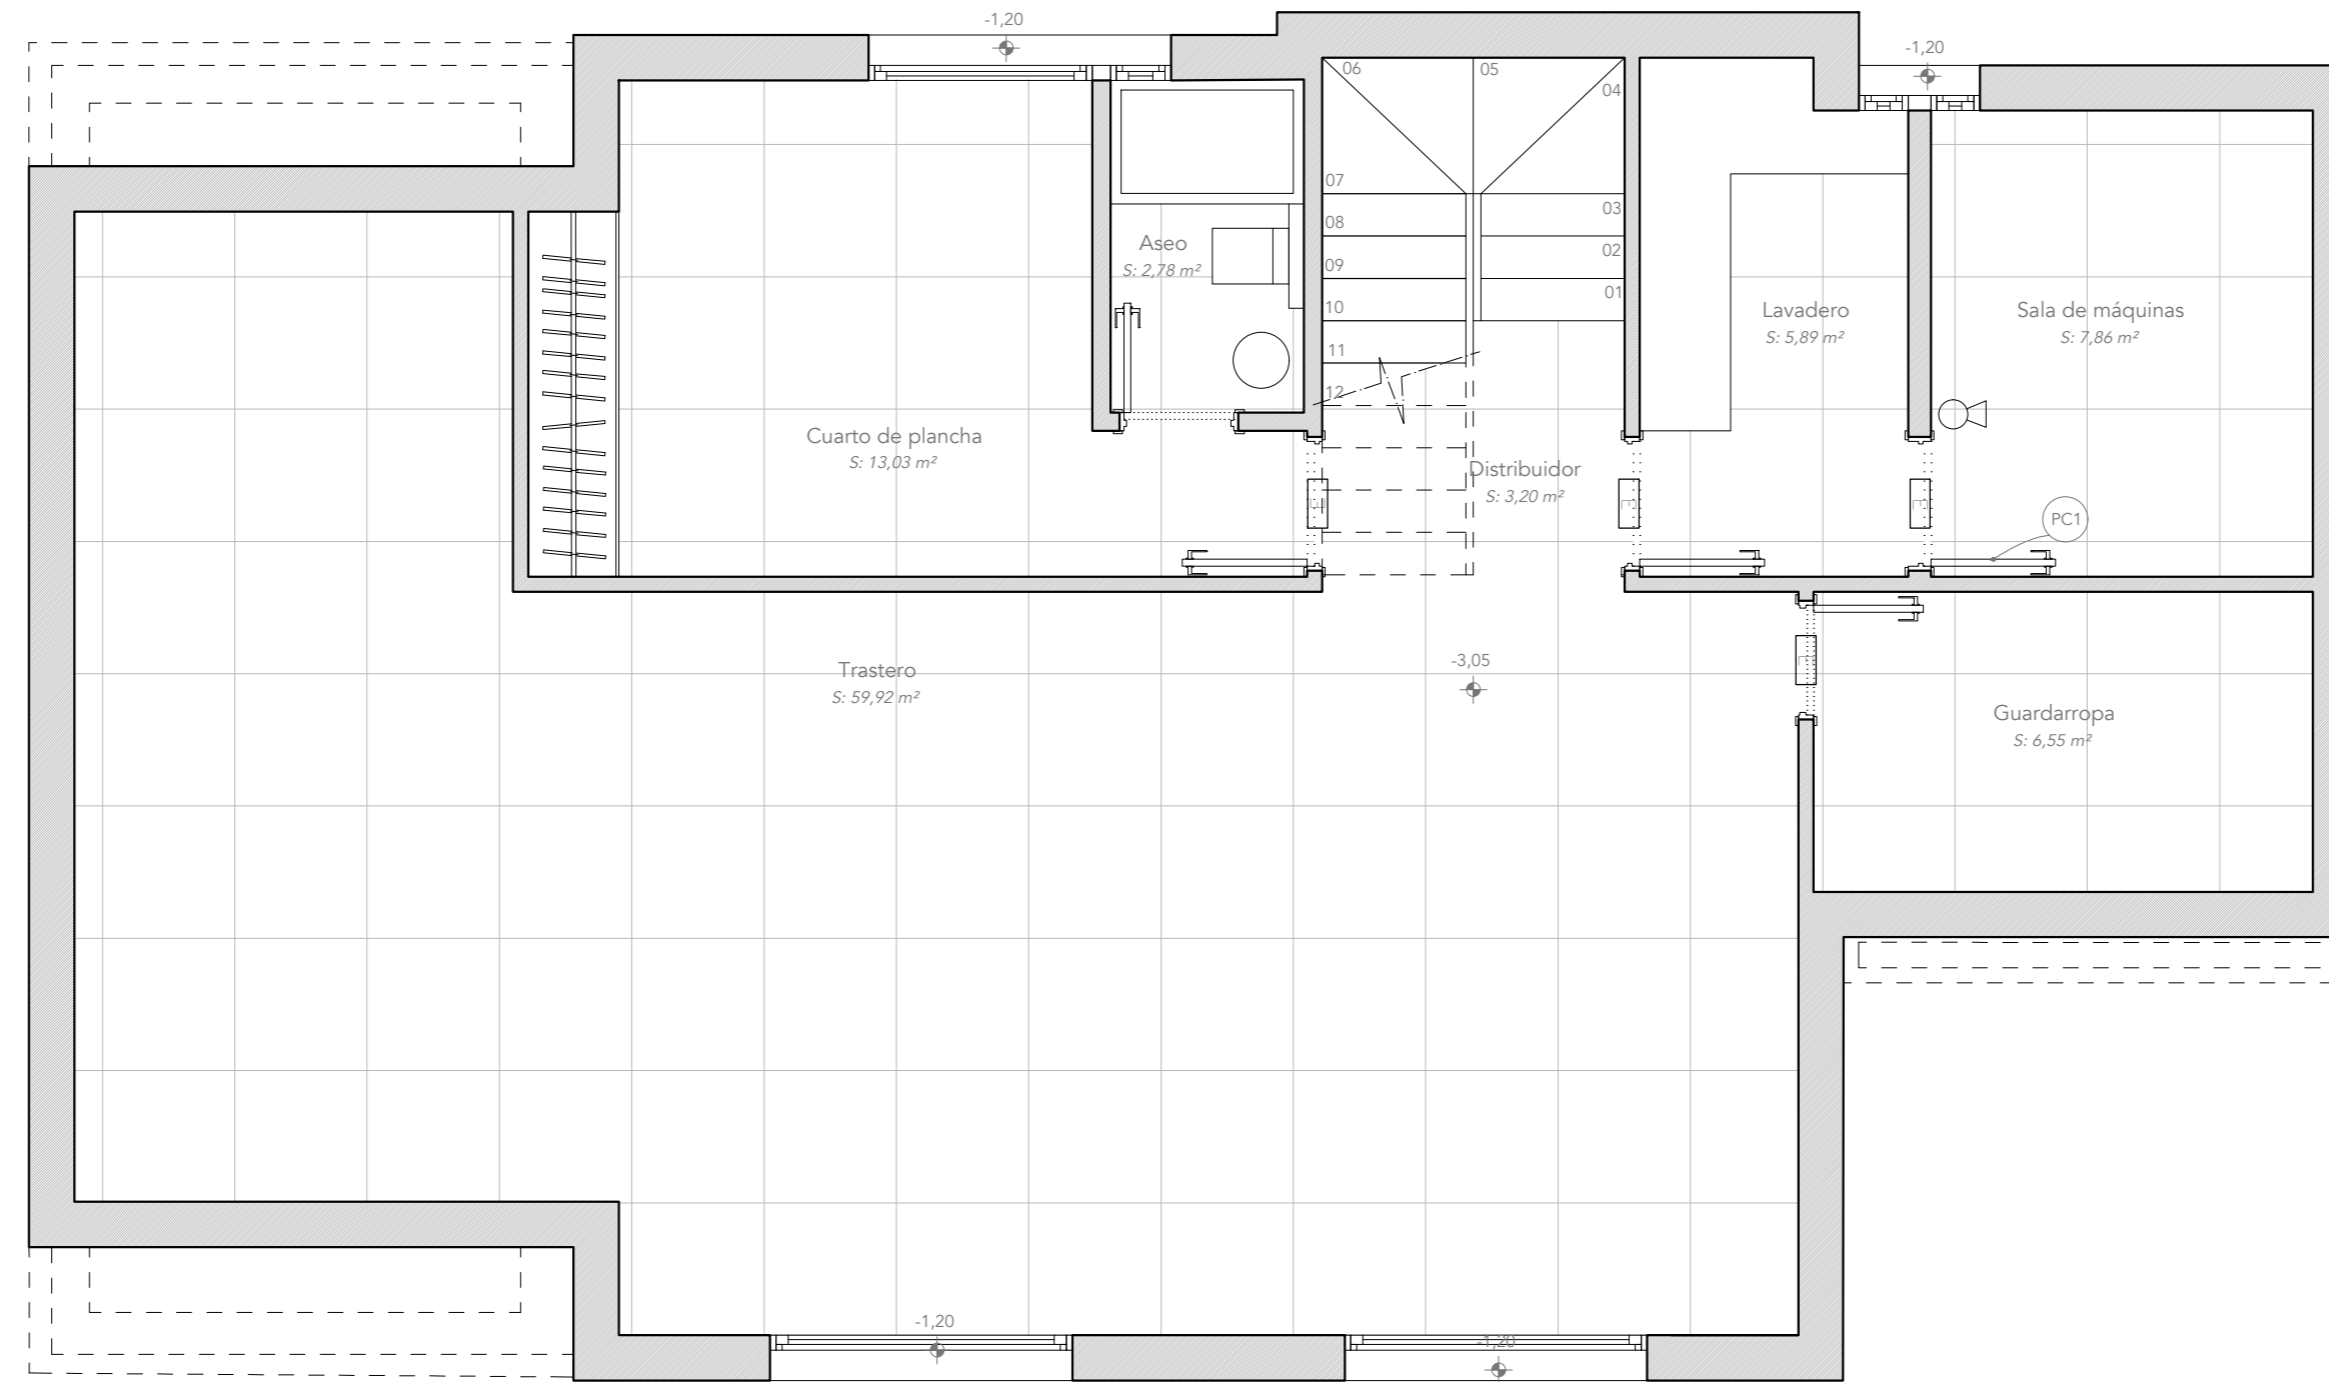 -1,20
-1,20
06
05
04
07
03
08
02
09
01
10
11
12
Aseo
S: 2,78 m²
Lavadero
S: 5,89 m²
Sala de máquinas
S: 7,86 m²
Cuarto de plancha
S: 13,03 m²
Distribuidor
S: 3,20 m²
E
E
E
PC1
Trastero
S: 59,92 m²
-3,05
E
Guardarropa
S: 6,55 m²
-1,20
-1,20